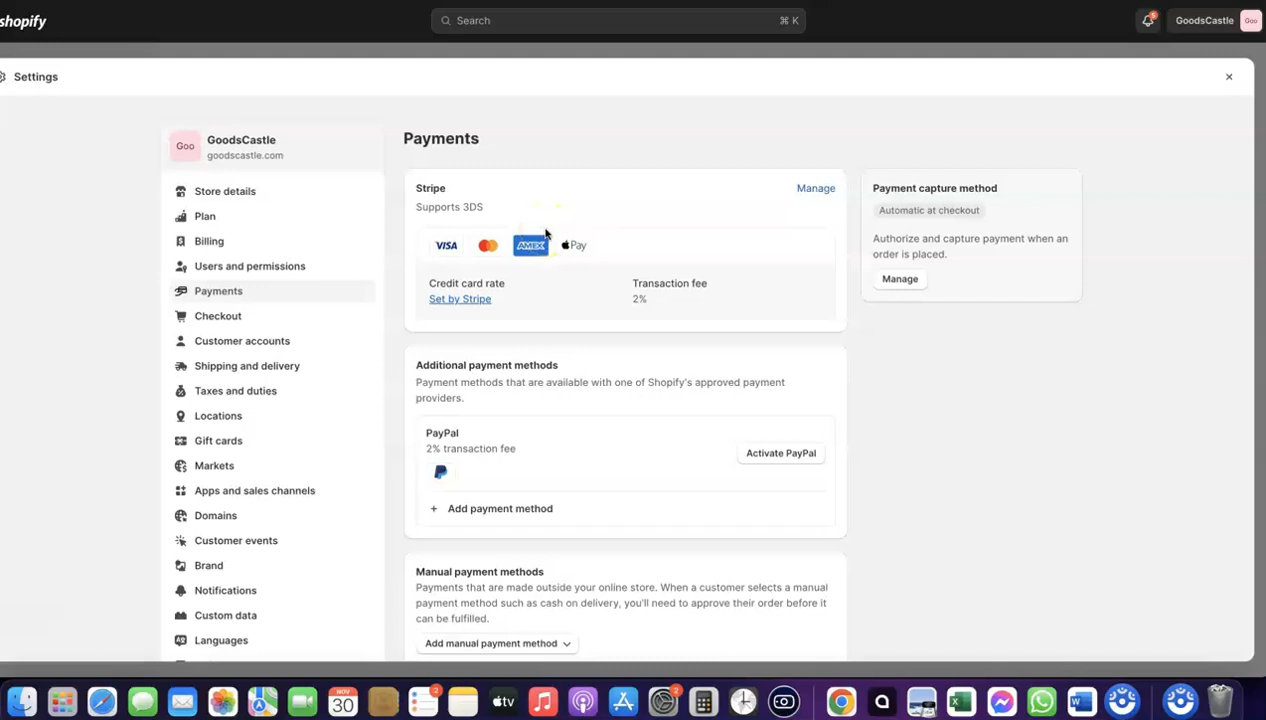 shopify
Search
⌘ K
5
GoodsCastle
Goo
Settings
Goo
GoodsCastle
goodscastle.com
Store details
Plan
Billing
Users and permissions
Payments
Checkout
Customer accounts
Shipping and delivery
Taxes and duties
Locations
Gift cards
Markets
Apps and sales channels
Domains
Customer events
Brand
Notifications
Custom data
Languages
Payments
Stripe
Manage
Supports 3DS
VISA
AMEX
Pay
Credit card rate
Transaction fee
Set by Stripe
2%
Additional payment methods
Payment methods that are available with one of Shopify's approved payment
providers.
PayPal
2% transaction fee
Activate PayPal
+ Add payment method
Manual payment methods
Payments that are made outside your online store. When a customer selects a manual
payment method such as cash on delivery, you'll need to approve their order before it
can be fulfilled.
Add manual payment method
Payment capture method
Automatic at checkout
Authorize and capture payment when an
order is placed.
Manage
NOV
30
2
tv
2